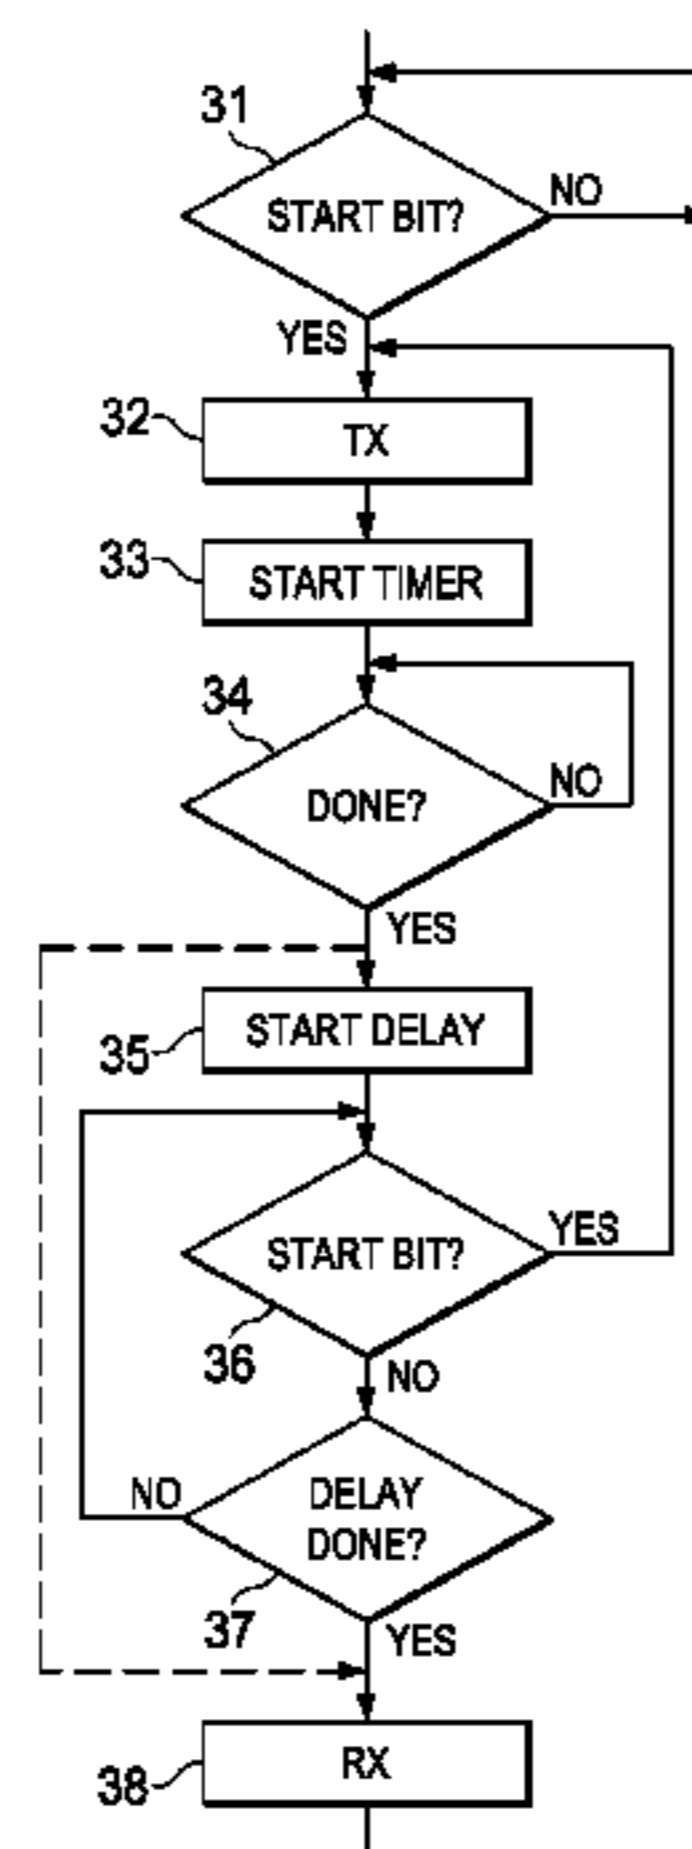 31
START BIT?
NO
YES
32
TX
33
START TIMER
34
DONE?
NO
YES
35
START DELAY
START BIT?
YES
36
NO
NO
DELAY
DONE?
37
YES
38
RX